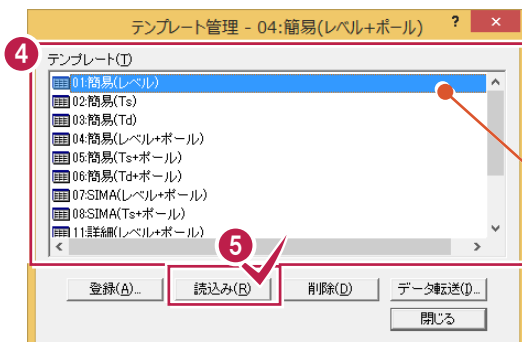 テンプレート管理 - 04:簡易(レベル+ポール) ? ×
4
テンプレート(T)
01:簡易(レベル)
02:簡易(Ts)
03:簡易(Td)
04:簡易(レベル+ポール)
05:簡易(Ts+ポール)
06:簡易(Td+ポール)
07:SIMA(レベル+ポール)
08:SIMA(Ts+ポール)
11:詳細(レベル+ポール)
5
登録(A)... 読込み(R) 削除(D) データ転送(I)...
閉じる